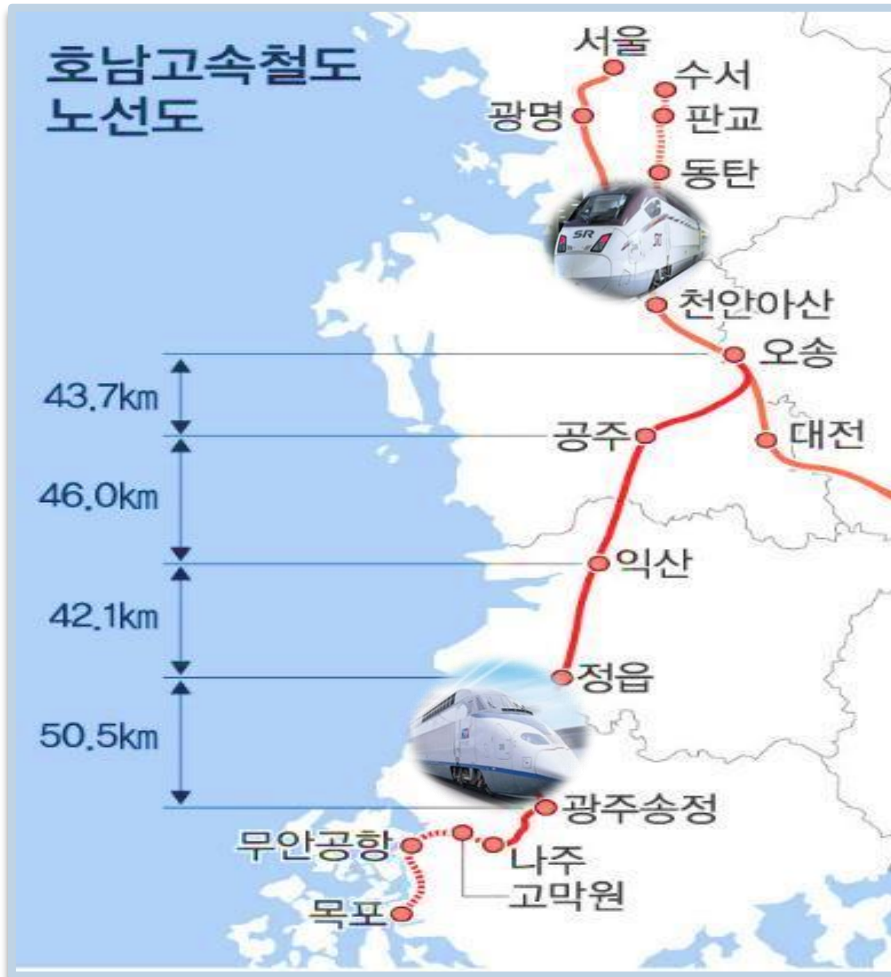 호남고속철도
노선도
서울
수서
광명
판교
동탄
SR
천안아산
오송
43.7km
공주
대전
46.0km
익산
42.1km
정읍
50.5km
광주송정
무안공항
나주
고막원
목포